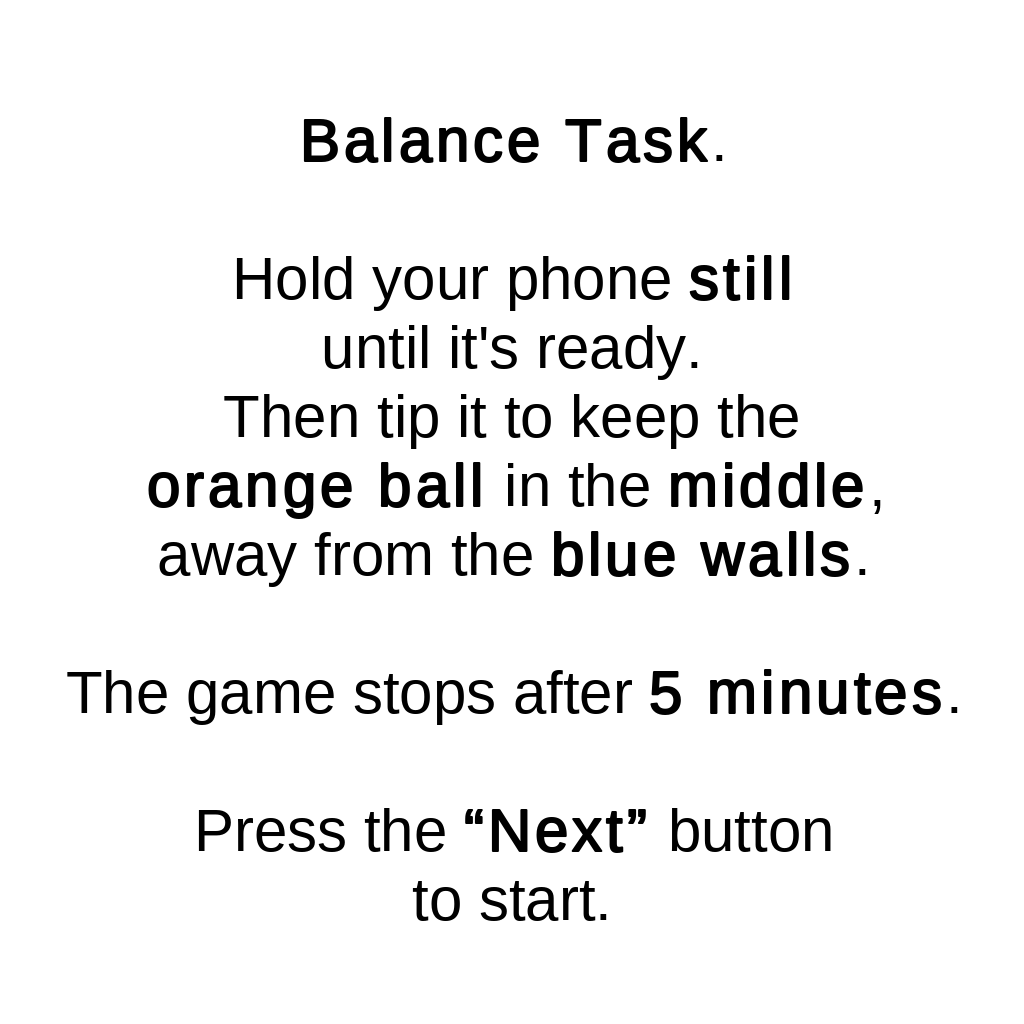 Balance Task.
Hold your phone still
until it's ready.
Then tip it to keep the
orange ball in the middle,
away from the blue walls.
The game stops after 5 minutes.
Press the “Next” button
to start.